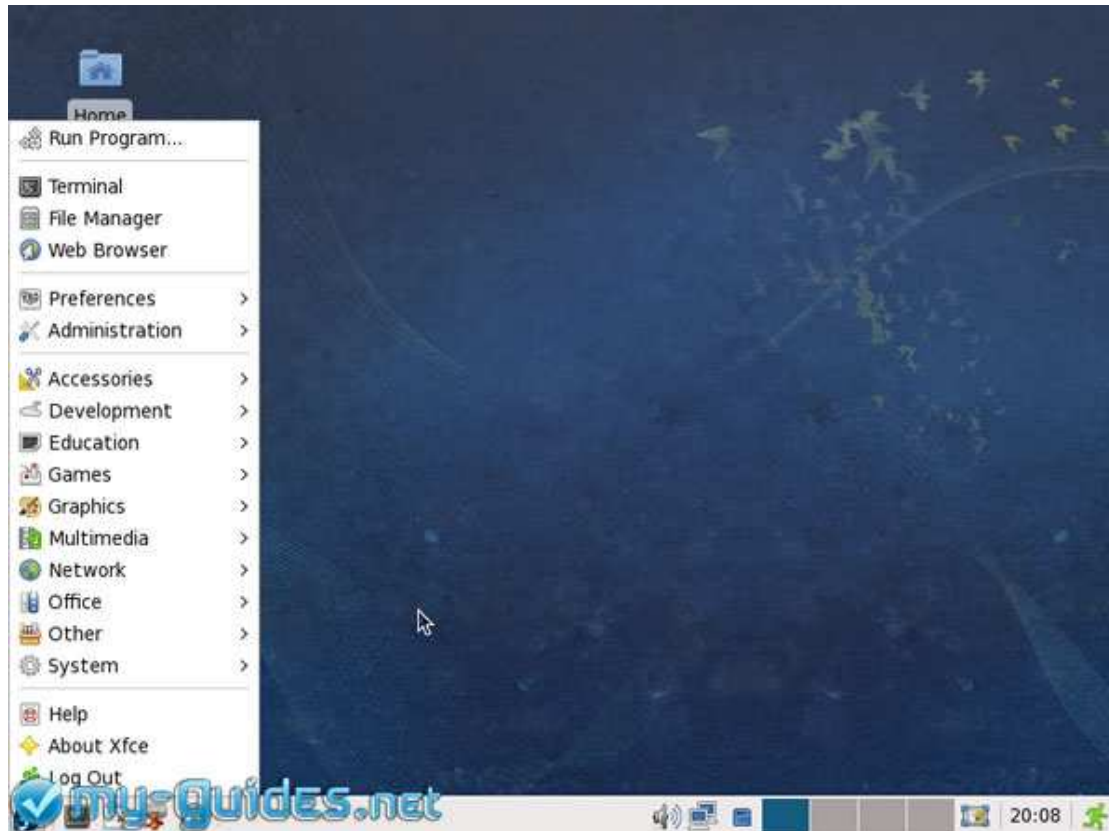 Home
Run Program...
Terminal
File Manager
Web Browser
Preferences
Administration
Accessories
Development
Education
Games
Graphics
Multimedia
Network
Office
Other
System
Help
About Xfce
Log Out
my-guides.net
20:08